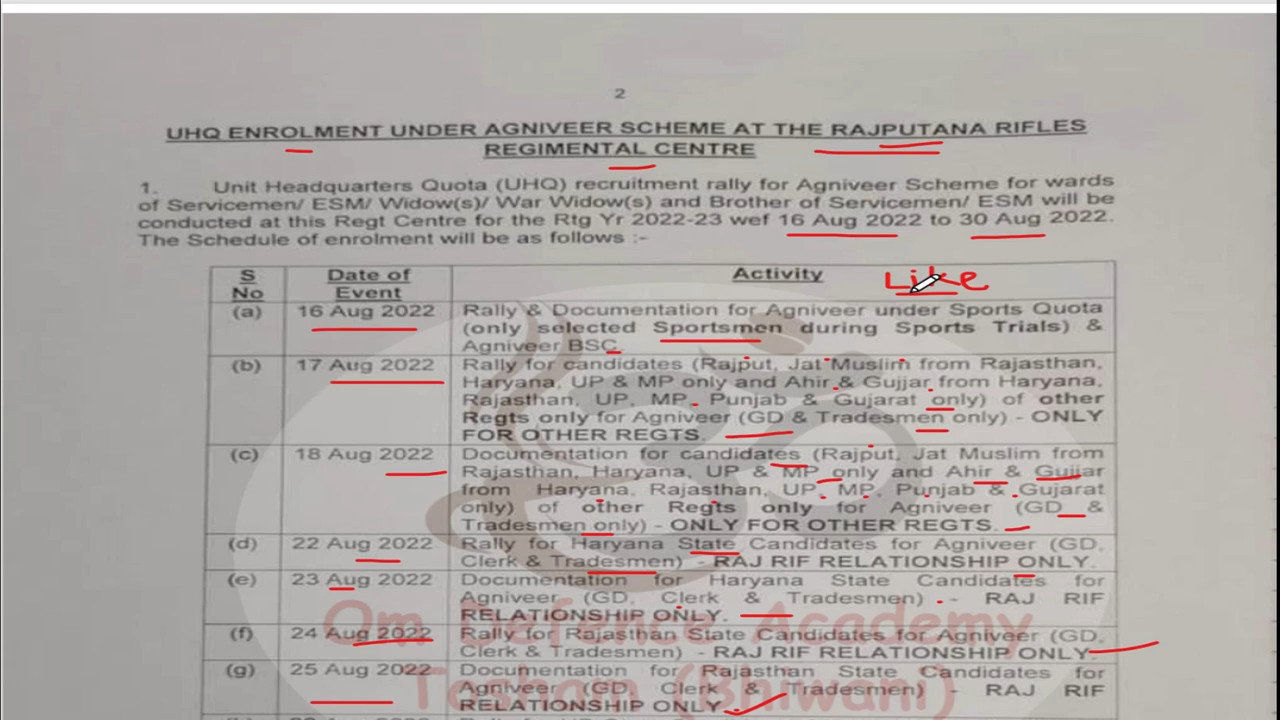 2
UHQ ENROLMENT UNDER AGNIVEER SCHEME AT THE RAJPUTANA RIFLES
REGIMENTAL CENTRE
1. Unit Headquarters Quota (UHQ) recruitment rally for Agniveer Scheme for wards
of Servicemen/ ESM/ Widow(s)/ War Widow(s) and Brother of Servicemen/ ESM will be
conducted at this Regt Centre for the Rtg Yr 2022-23 wef 16 Aug 2022 to 30 Aug 2022.
The Schedule of enrolment will be as follows :-
S No
Date of Event
Activity
Like
(a) 16 Aug 2022 Rally & Documentation for Agniveer under Sports Quota
(only selected Sportsmen during Sports Trials) &
Agniveer BSC.
(b) 17 Aug 2022 Rally for candidates (Rajput, Jat Muslim from Rajasthan,
Haryana, UP & MP only and Ahir & Gujjar from Haryana,
Rajasthan, UP, MP, Punjab & Gujarat only) of other
Regts only for Agniveer (GD & Tradesmen only) - ONLY
FOR OTHER REGTS.
(c) 18 Aug 2022 Documentation for candidates (Rajput, Jat Muslim from
Rajasthan, Haryana, UP & MP only and Ahir & Gujjar
from Haryana, Rajasthan, UP, MP, Punjab & Gujarat
only) of other Regts only for Agniveer (GD &
Tradesmen only) - ONLY FOR OTHER REGTS.
(d) 22 Aug 2022 Rally for Haryana State Candidates for Agniveer (GD,
Clerk & Tradesmen) - RAJ RIF RELATIONSHIP ONLY.
(e) 23 Aug 2022 Documentation for Haryana State Candidates for
Agniveer (GD, Clerk & Tradesmen) - RAJ RIF
RELATIONSHIP ONLY.
(f) 24 Aug 2022 Rally for Rajasthan State Candidates for Agniveer (GD,
Clerk & Tradesmen) - RAJ RIF RELATIONSHIP ONLY.
(g) 25 Aug 2022 Documentation for Rajasthan State Candidates for
Agniveer (GD, Clerk & Tradesmen) - RAJ RIF
RELATIONSHIP ONLY.
Om Defence Academy
Tosham (Bhiwani)